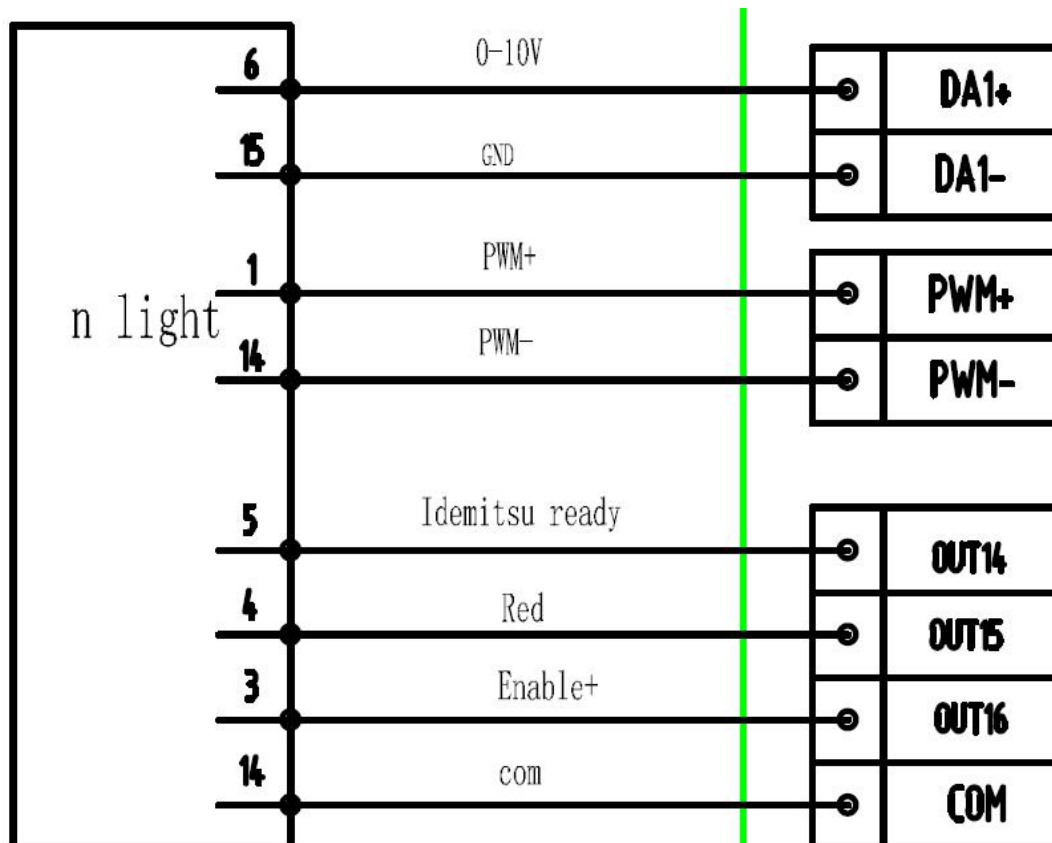 6 0-10V DA1+
15 GND DA1-
1 PWM+ PWM+
n light
14 PWM- PWM-
5 Idemitsu ready OUT14
4 Red OUT15
3 Enable+ OUT16
14 com COM